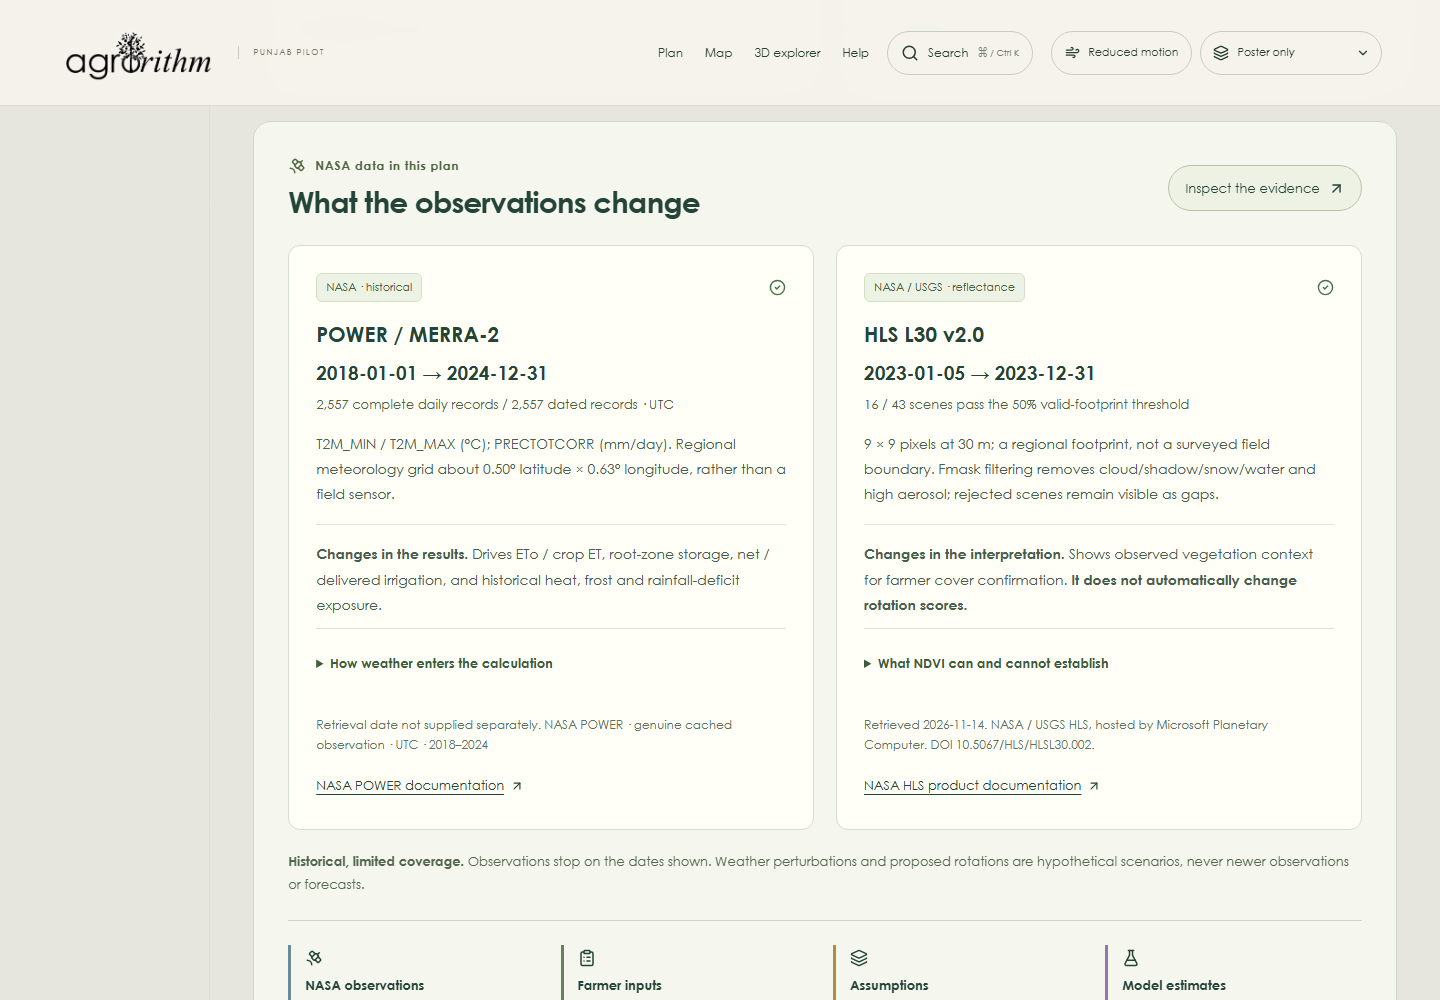 agrorithm
PUNJAB PILOT
Plan
Map
3D explorer
Help
Search ⌘ / Ctrl K
Reduced motion
Poster only
NASA data in this plan
What the observations change
Inspect the evidence
NASA · historical
POWER / MERRA-2
2018-01-01 → 2024-12-31
2,557 complete daily records / 2,557 dated records · UTC
T2M_MIN / T2M_MAX (°C); PRECTOTCORR (mm/day). Regional
meteorology grid about 0.50° latitude × 0.63° longitude, rather than a
field sensor.
Changes in the results. Drives ETo / crop ET, root-zone storage, net /
delivered irrigation, and historical heat, frost and rainfall-deficit
exposure.
How weather enters the calculation
Retrieval date not supplied separately. NASA POWER · genuine cached
observation · UTC · 2018–2024
NASA POWER documentation
NASA / USGS · reflectance
HLS L30 v2.0
2023-01-05 → 2023-12-31
16 / 43 scenes pass the 50% valid-footprint threshold
9 × 9 pixels at 30 m; a regional footprint, not a surveyed field
boundary. Fmask filtering removes cloud/shadow/snow/water and
high aerosol; rejected scenes remain visible as gaps.
Changes in the interpretation. Shows observed vegetation context
for farmer cover confirmation. It does not automatically change
rotation scores.
What NDVI can and cannot establish
Retrieved 2026-11-14. NASA / USGS HLS, hosted by Microsoft Planetary
Computer. DOI 10.5067/HLS/HLSL30.002.
NASA HLS product documentation
Historical, limited coverage. Observations stop on the dates shown. Weather perturbations and proposed rotations are hypothetical scenarios, never newer observations
or forecasts.
NASA observations
Farmer inputs
Assumptions
Model estimates